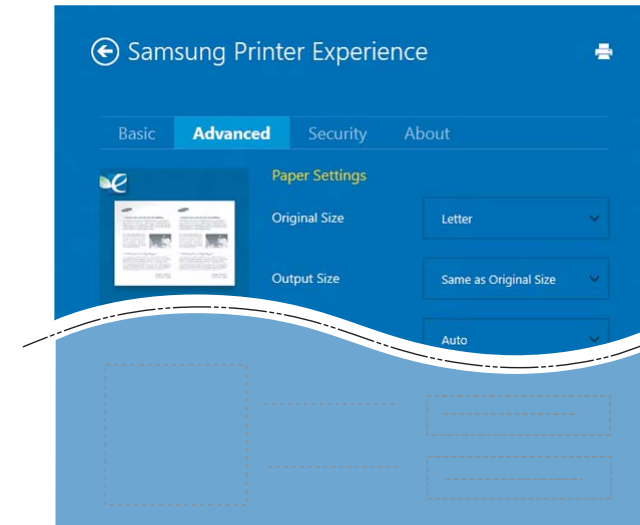 Samsung Printer Experience
Basic Advanced Security About
Paper Settings
Original Size Letter
Output Size Same as Original Size
Auto